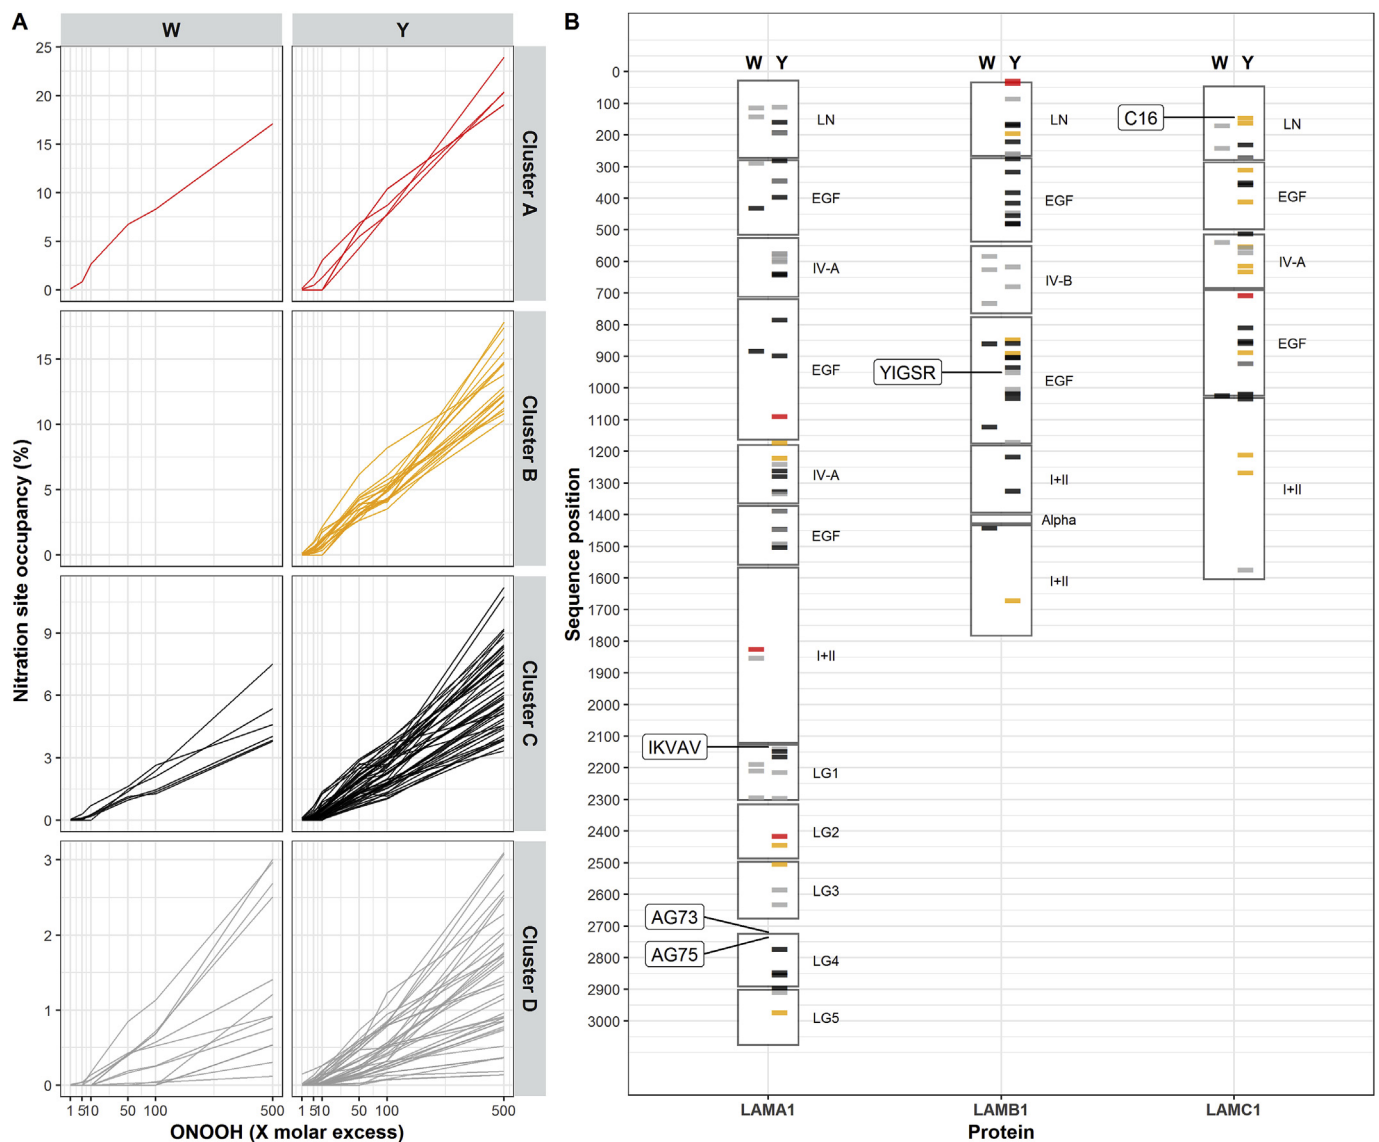 A
W
Y
25
20
15
10
5
0
Cluster A
15
10
5
0
Cluster B
9
6
3
0
Cluster C
3
2
1
0
Cluster D
Nitration site occupancy (%)
1 5 10 50 100 500
1 5 10 50 100 500
ONOOH (X molar excess)
B
Sequence position
0
100
200
300
400
500
600
700
800
900
1000
1100
1200
1300
1400
1500
1600
1700
1800
1900
2000
2100
2200
2300
2400
2500
2600
2700
2800
2900
3000
W Y
LN
EGF
IV-A
EGF
IV-A
EGF
I+II
IKVAV
LG1
LG2
LG3
AG73
AG75
LG4
LG5
W Y
LN
EGF
IV-B
YIGSR
EGF
I+II
Alpha
I+II
W Y
C16
LN
EGF
IV-A
EGF
I+II
LAMA1
LAMB1
LAMC1
Protein